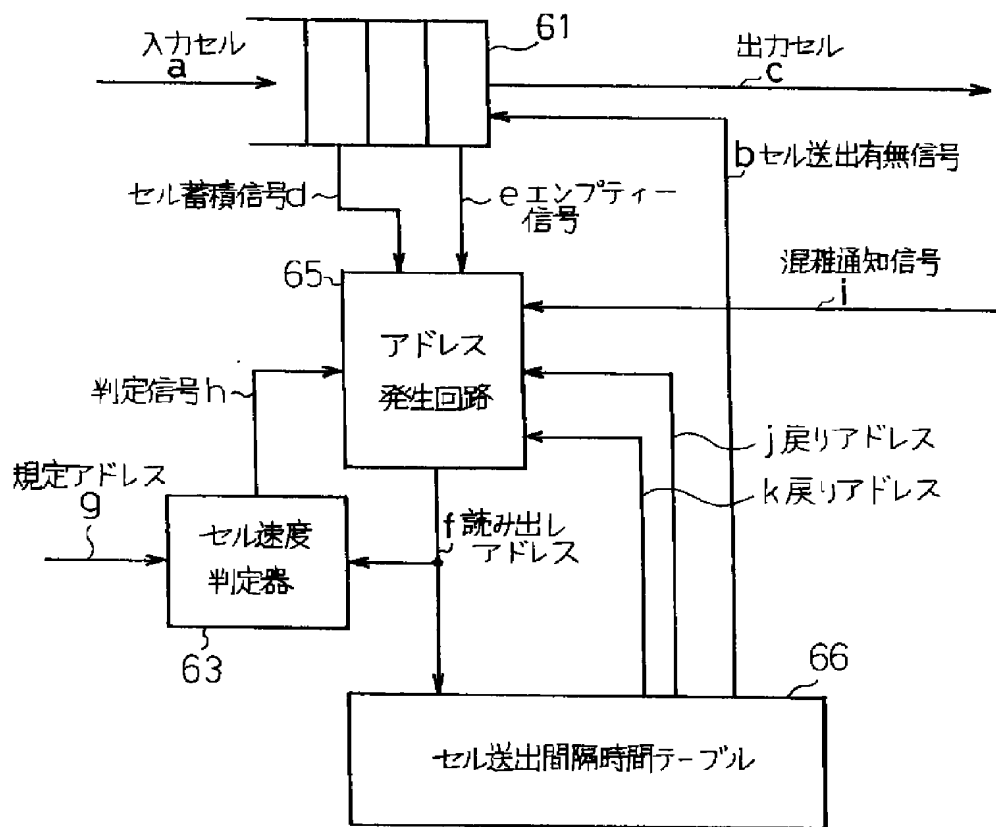 61
入力セル
a
出力セル
c
bセル送出有無信号
セル蓄積信号d
eエンプティー
信号
65
混雑通知信号
i
アドレス
発生回路
判定信号h
j戻りアドレス
k戻りアドレス
規定アドレス
g
セル速度
判定器
f読み出し
アドレス
63
66
セル送出間隔時間テーブル